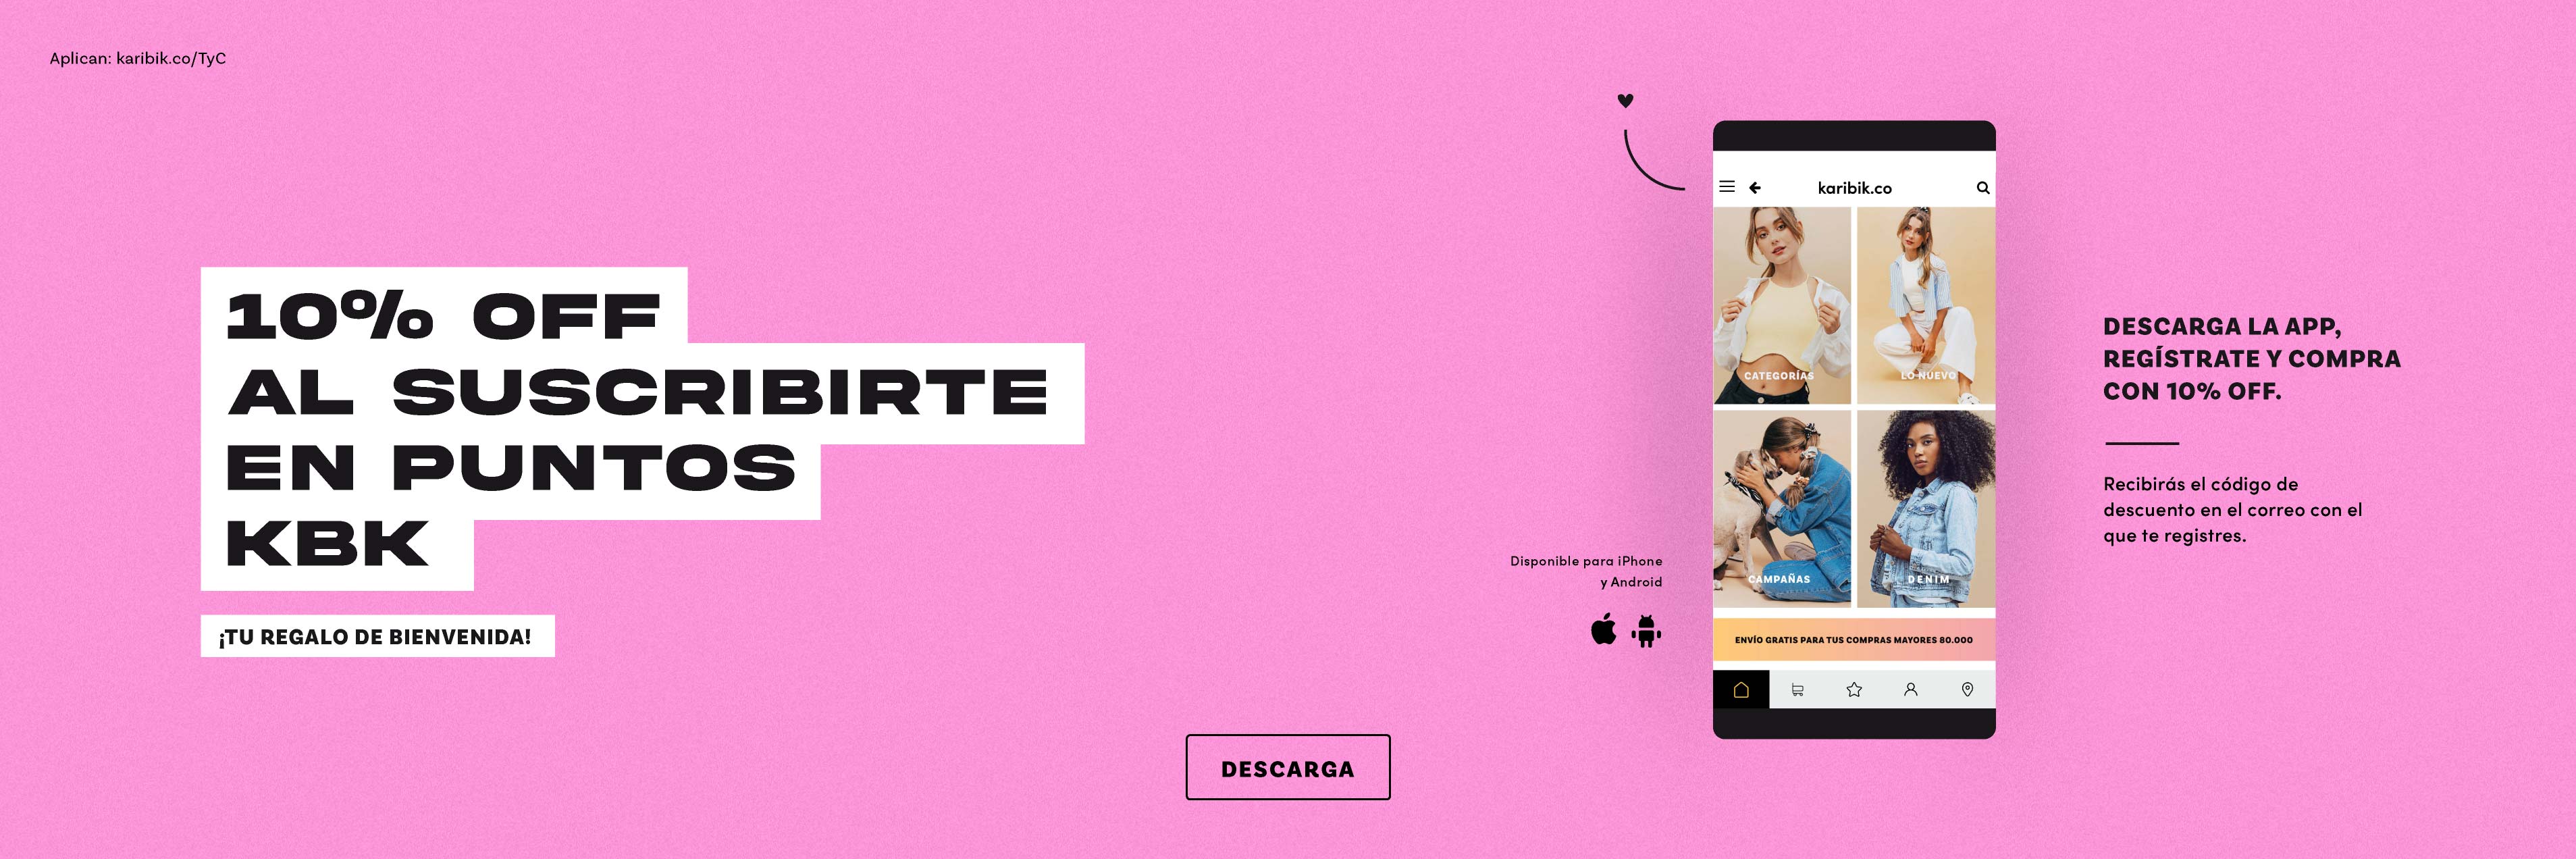 Aplican: karibik.co/TyC
10% OFF
AL SUSCRIBIRTE
EN PUNTOS
KBK
¡TU REGALO DE BIENVENIDA!
DESCARGA
Disponible para iPhone
y Android
karibik.co
CATEGORÍAS
LO NUEVO
CAMPAÑAS
DENIM
ENVÍO GRATIS PARA TUS COMPRAS MAYORES 80.000
DESCARGA LA APP,
REGÍSTRATE Y COMPRA
CON 10% OFF.
Recibirás el código de
descuento en el correo con el
que te registres.